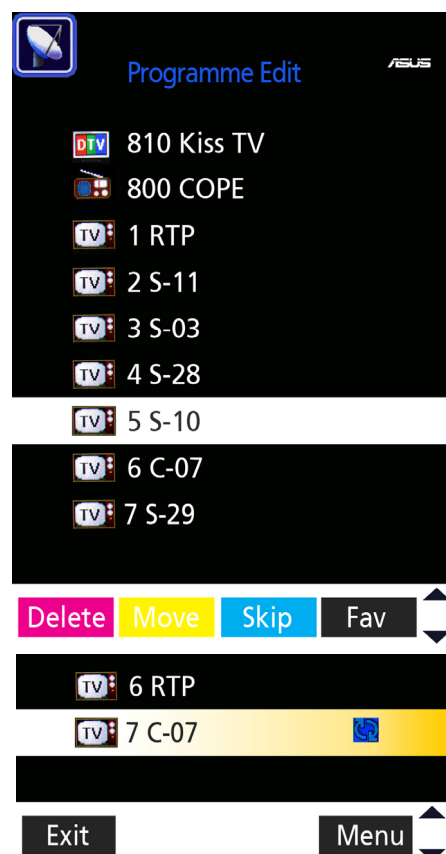 Programme Edit
ASUS
DTV 810 Kiss TV
800 COPE
TV 1 RTP
TV 2 S-11
TV 3 S-03
TV 4 S-28
TV 5 S-10
TV 6 C-07
TV 7 S-29
Delete Move Skip Fav
TV 6 RTP
TV 7 C-07
Exit Menu